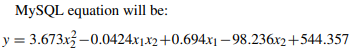 MySQL equation will be:
y = 3.673x₂² −0.0424x₁x₂+0.694x₁−98.236x₂+544.357